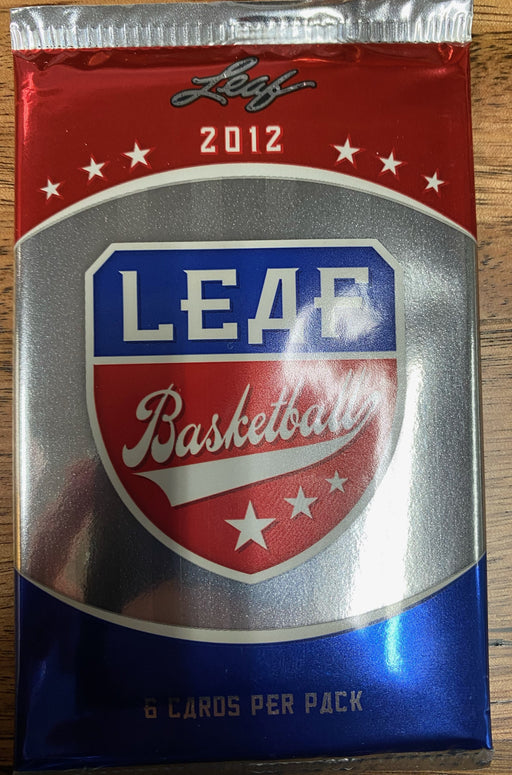 Leaf
2012
LEAF
Basketball
6 CARDS PER PACK